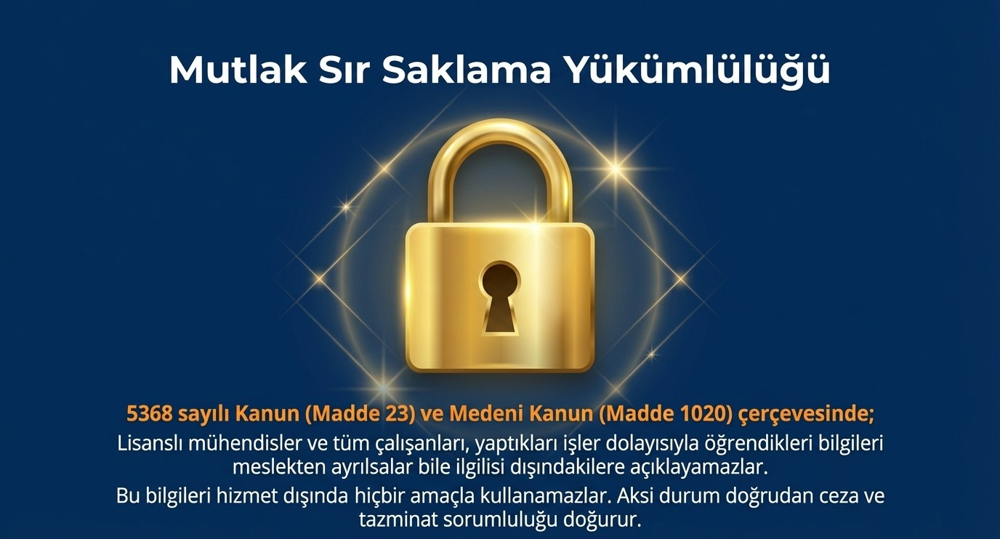 Mutlak Sır Saklama Yükümlülüğü
5368 sayılı Kanun (Madde 23) ve Medeni Kanun (Madde 1020) çerçevesinde;
Lisanslı mühendisler ve tüm çalışanları, yaptıkları işler dolayısıyla öğrendikleri bilgileri
meslekten ayrılsalar bile ilgilisi dışındakilere açıklayamazlar.
Bu bilgileri hizmet dışında hiçbir amaçla kullanamazlar. Aksi durum doğrudan ceza ve
tazminat sorumluluğu doğurur.